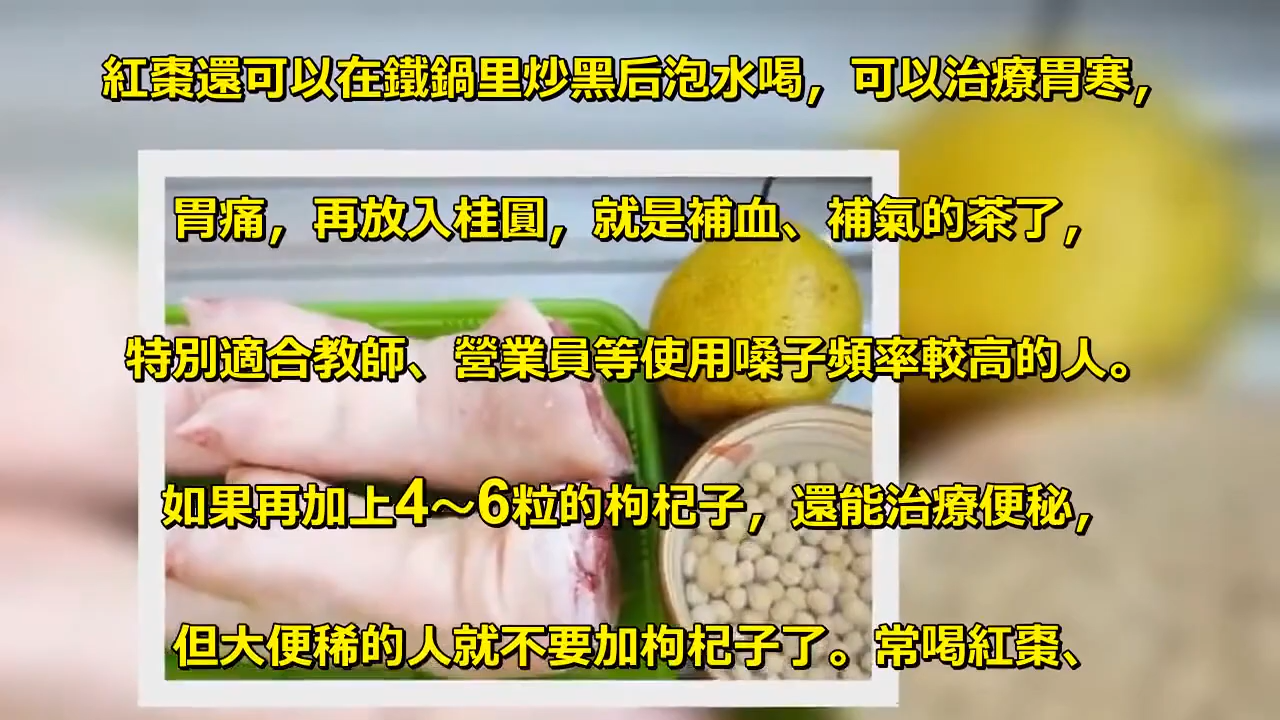 紅棗還可以在鐵鍋里炒黑后泡水喝，可以治療胃寒，
胃痛，再放入桂圓，就是補血、補氣的茶了，
特別適合教師、營業員等使用嗓子頻率較高的人。
如果再加上4～6粒的枸杞子，還能治療便秘，
但大便稀的人就不要加枸杞子了。常喝紅棗、